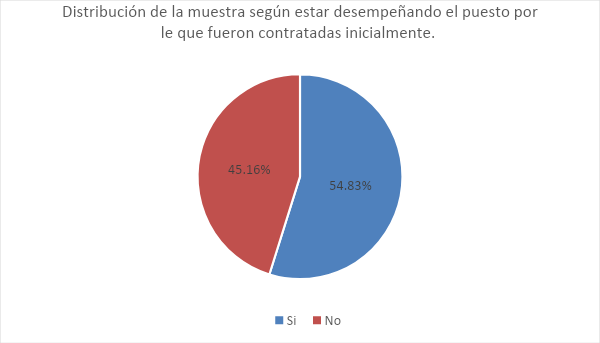 Distribución de la muestra según estar desempeñando el puesto por
le que fueron contratadas inicialmente.
45.16%
54.83%
Si
No